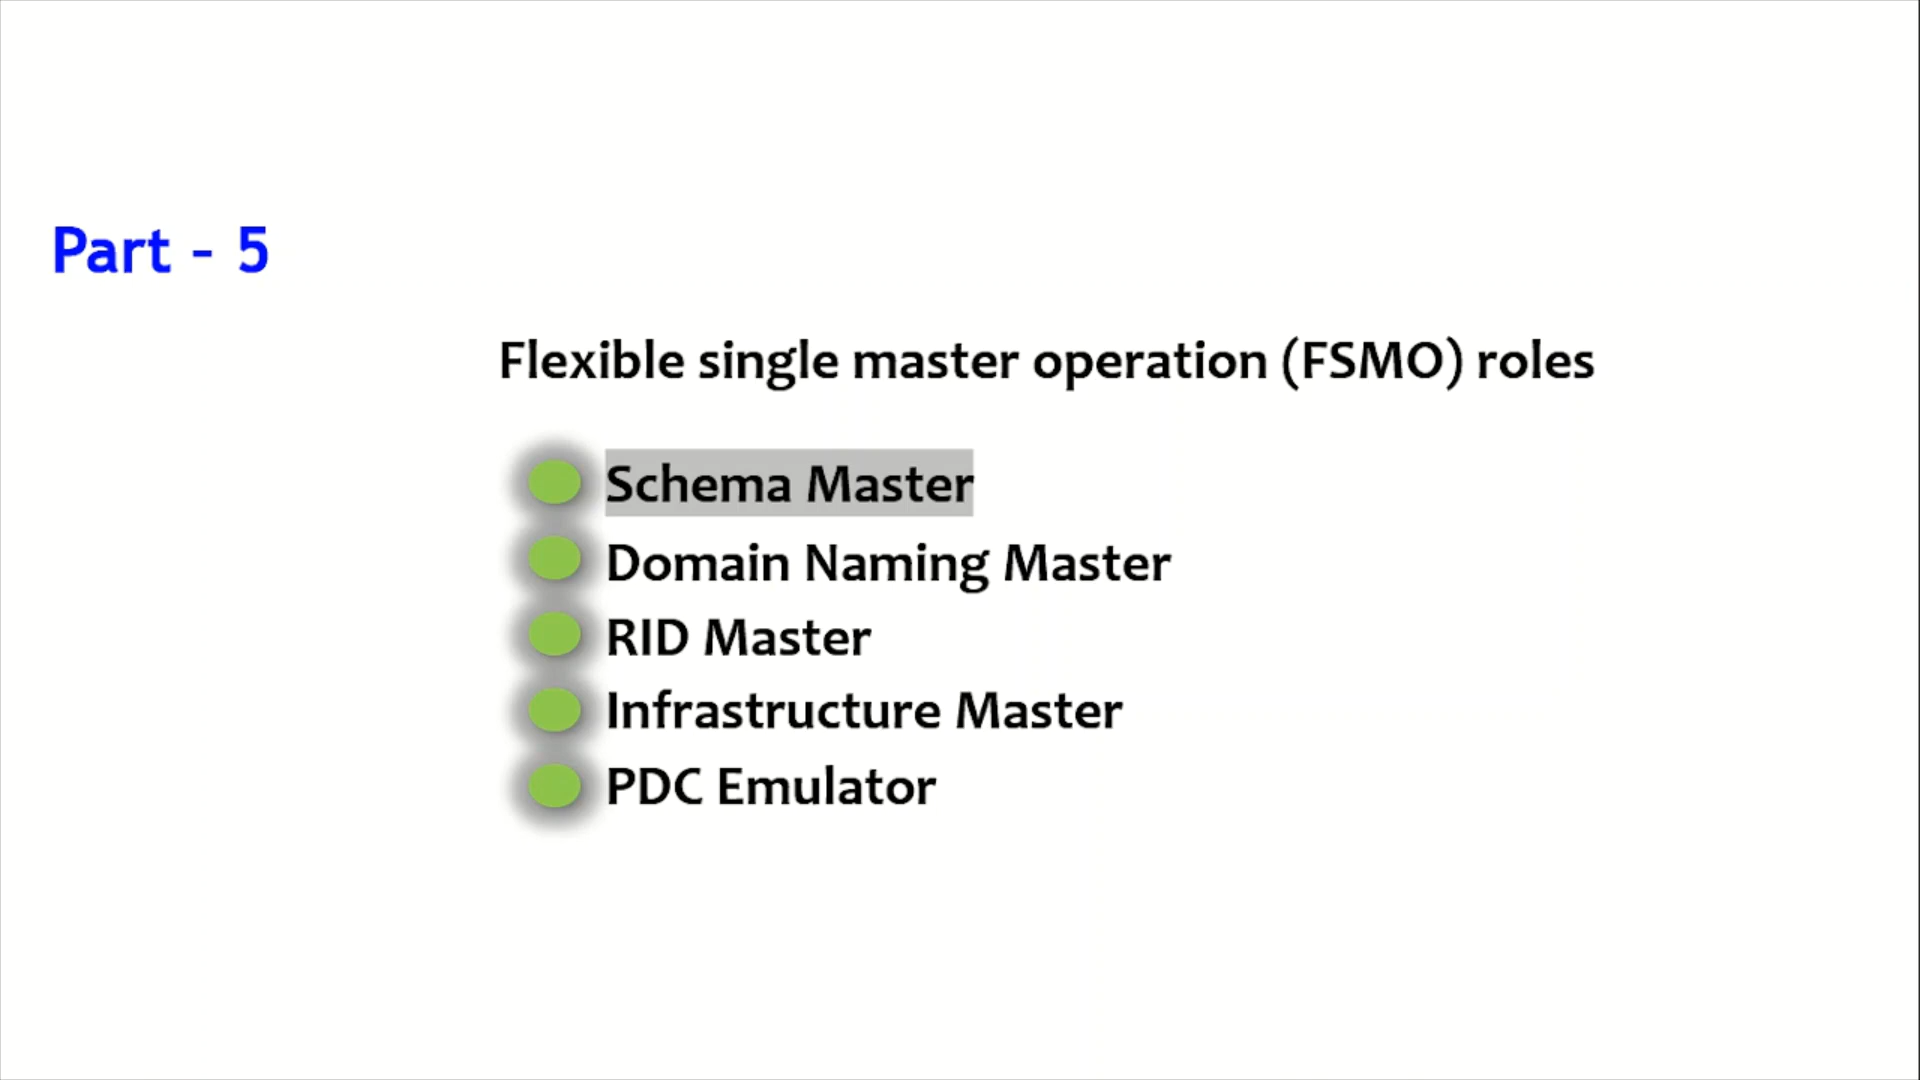 Part - 5
Flexible single master operation (FSMO) roles
Schema Master
Domain Naming Master
RID Master
Infrastructure Master
PDC Emulator